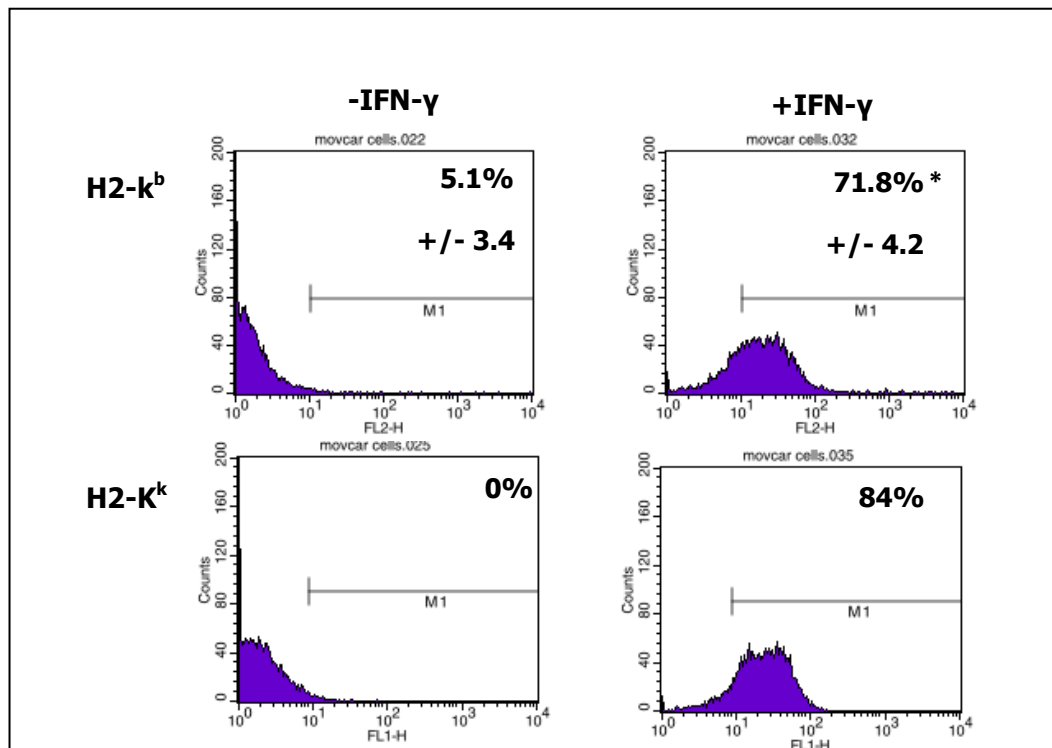 -IFN-γ
+IFN-γ
movcar cells.022
movcar cells.032
H2-k^b
5.1%
+/- 3.4
71.8% *
+/- 4.2
Counts
200
160
120
80
40
0
M1
10^0 10^1 10^2 10^3 10^4
FL2-H
Counts
200
160
120
80
40
0
M1
10^0 10^1 10^2 10^3 10^4
FL2-H
movcar cells.025
movcar cells.035
H2-K^k
0%
84%
Counts
200
160
120
80
40
0
M1
10^0 10^1 10^2 10^3 10^4
FL1-H
Counts
200
160
120
80
40
0
M1
10^0 10^1 10^2 10^3 10^4
FL1-H